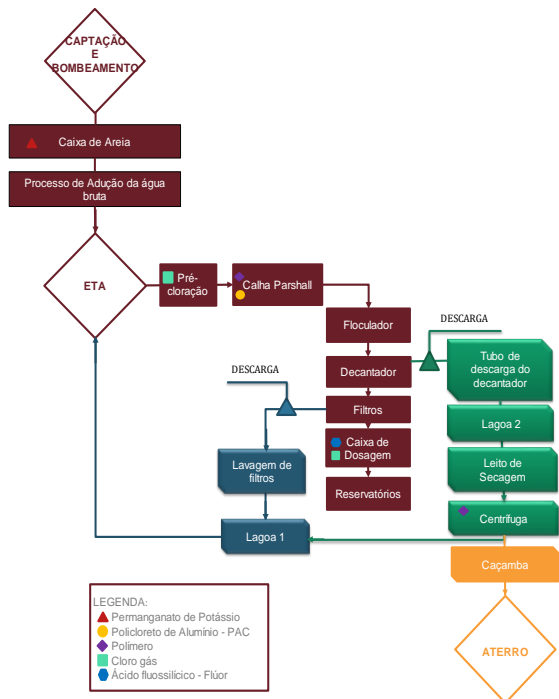 CAPTAÇÃO
E
BOMBEAMENTO
Caixa de Areia
Processo de Adução da água
bruta
ETA
Pré-
cloração
Calha Parshall
Floculador
DESCARGA
Decantador
Tubo de
descarga do
decantador
DESCARGA
Filtros
Lagoa 2
Caixa de
Dosagem
Lavagem de
filtros
Leito de
Secagem
Reservatórios
Centrífuga
Lagoa 1
Caçamba
ATERRO
LEGENDA:
Permanganato de Potássio
Policloreto de Alumínio - PAC
Polímero
Cloro gás
Ácido fluossilícico - Flúor